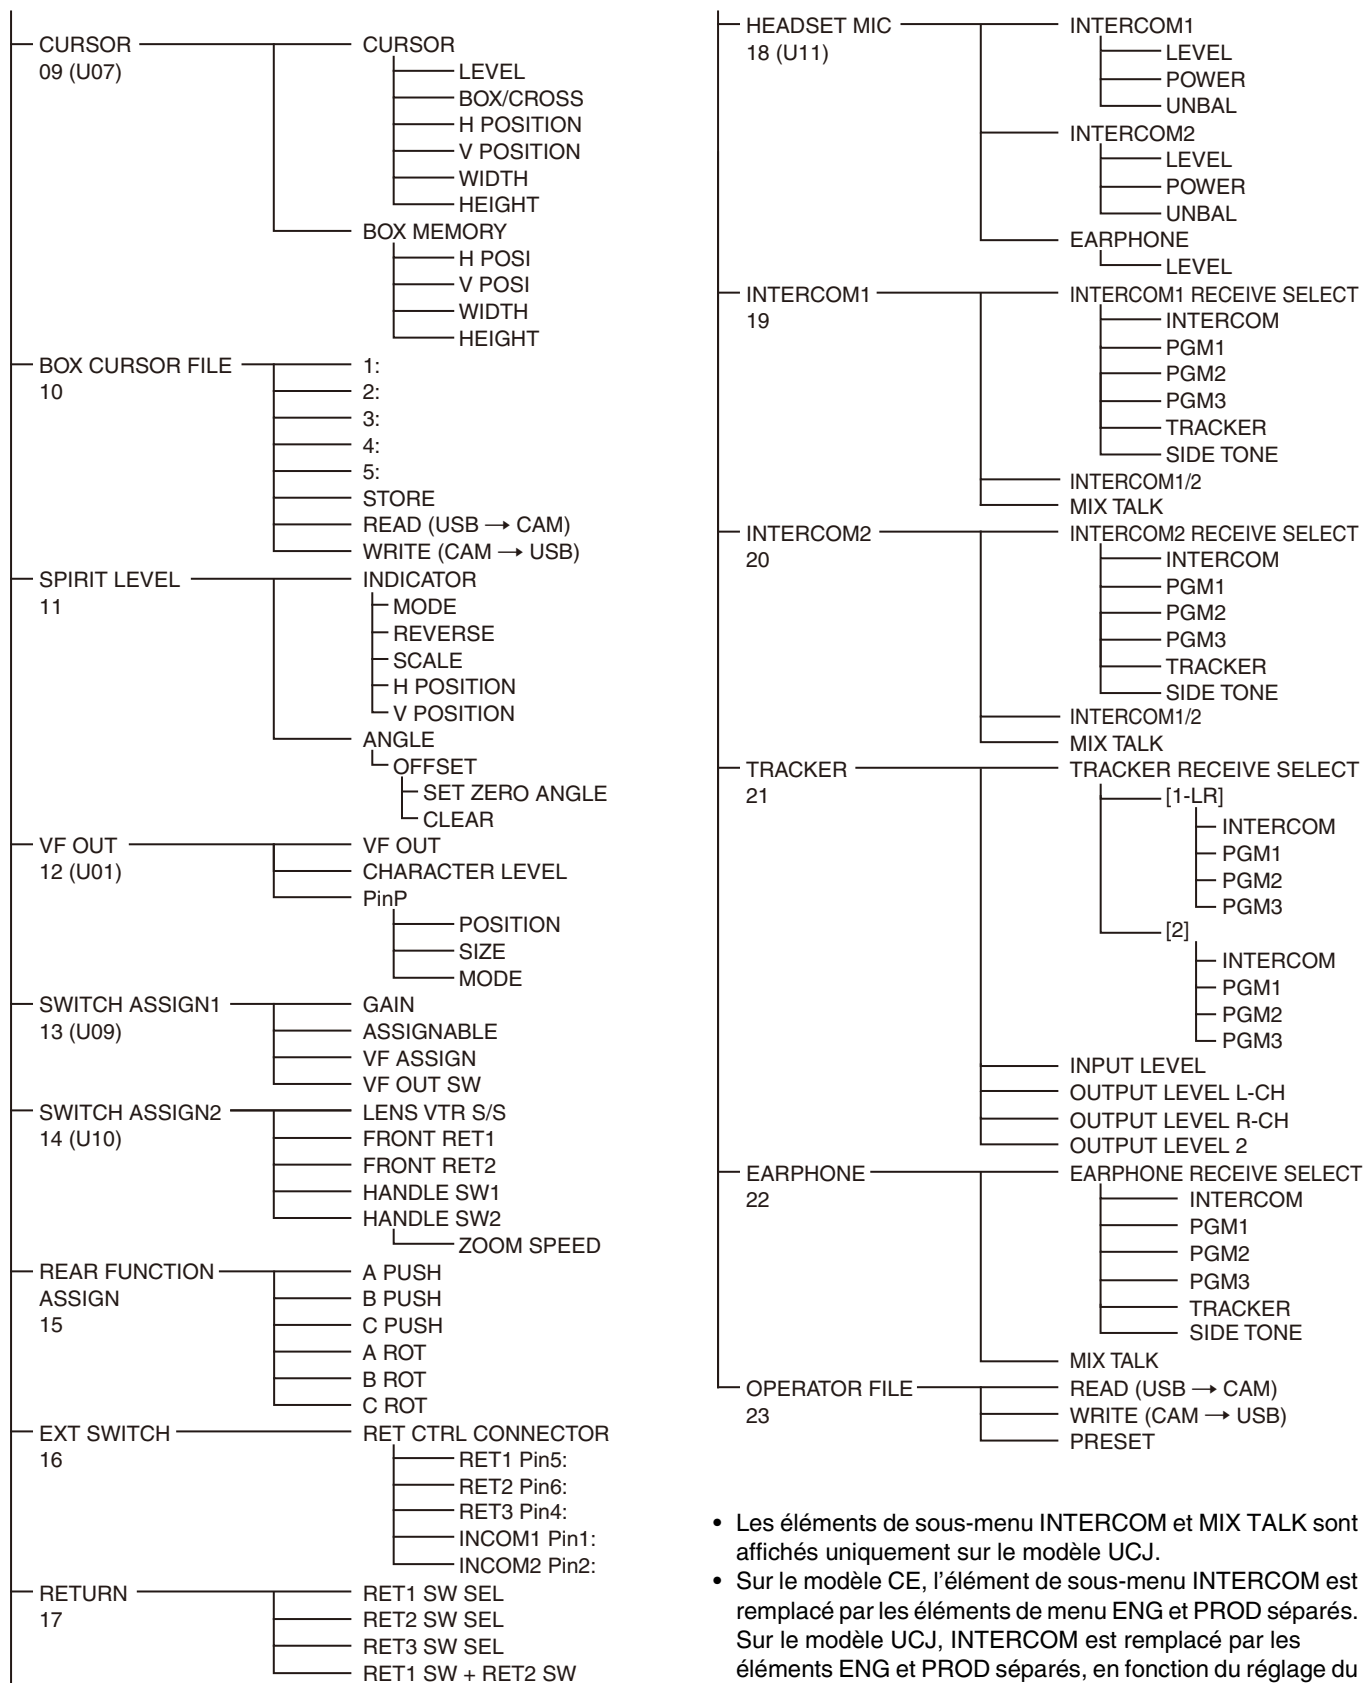 CURSOR
09 (U07)
CURSOR
LEVEL
BOX/CROSS
H POSITION
V POSITION
WIDTH
HEIGHT
BOX MEMORY
H POSI
V POSI
WIDTH
HEIGHT
BOX CURSOR FILE
10
1:
2:
3:
4:
5:
STORE
READ (USB → CAM)
WRITE (CAM → USB)
SPIRIT LEVEL
11
INDICATOR
MODE
REVERSE
SCALE
H POSITION
V POSITION
ANGLE
OFFSET
SET ZERO ANGLE
CLEAR
VF OUT
12 (U01)
VF OUT
CHARACTER LEVEL
PinP
POSITION
SIZE
MODE
SWITCH ASSIGN1
13 (U09)
GAIN
ASSIGNABLE
VF ASSIGN
VF OUT SW
SWITCH ASSIGN2
14 (U10)
LENS VTR S/S
FRONT RET1
FRONT RET2
HANDLE SW1
HANDLE SW2
ZOOM SPEED
REAR FUNCTION
ASSIGN
15
A PUSH
B PUSH
C PUSH
A ROT
B ROT
C ROT
EXT SWITCH
16
RET CTRL CONNECTOR
RET1 Pin5:
RET2 Pin6:
RET3 Pin4:
INCOM1 Pin1:
INCOM2 Pin2:
RETURN
17
RET1 SW SEL
RET2 SW SEL
RET3 SW SEL
RET1 SW + RET2 SW
HEADSET MIC
18 (U11)
INTERCOM1
LEVEL
POWER
UNBAL
INTERCOM2
LEVEL
POWER
UNBAL
EARPHONE
LEVEL
INTERCOM1
19
INTERCOM1 RECEIVE SELECT
INTERCOM
PGM1
PGM2
PGM3
TRACKER
SIDE TONE
INTERCOM1/2
MIX TALK
INTERCOM2
20
INTERCOM2 RECEIVE SELECT
INTERCOM
PGM1
PGM2
PGM3
TRACKER
SIDE TONE
INTERCOM1/2
MIX TALK
TRACKER
21
TRACKER RECEIVE SELECT
[1-LR]
INTERCOM
PGM1
PGM2
PGM3
[2]
INTERCOM
PGM1
PGM2
PGM3
INPUT LEVEL
OUTPUT LEVEL L-CH
OUTPUT LEVEL R-CH
OUTPUT LEVEL 2
EARPHONE
22
EARPHONE RECEIVE SELECT
INTERCOM
PGM1
PGM2
PGM3
TRACKER
SIDE TONE
MIX TALK
OPERATOR FILE
23
READ (USB → CAM)
WRITE (CAM → USB)
PRESET
• Les éléments de sous-menu INTERCOM et MIX TALK sont
affichés uniquement sur le modèle UCJ.
• Sur le modèle CE, l'élément de sous-menu INTERCOM est
remplacé par les éléments de menu ENG et PROD séparés.
Sur le modèle UCJ, INTERCOM est remplacé par les
éléments ENG et PROD séparés, en fonction du réglage du